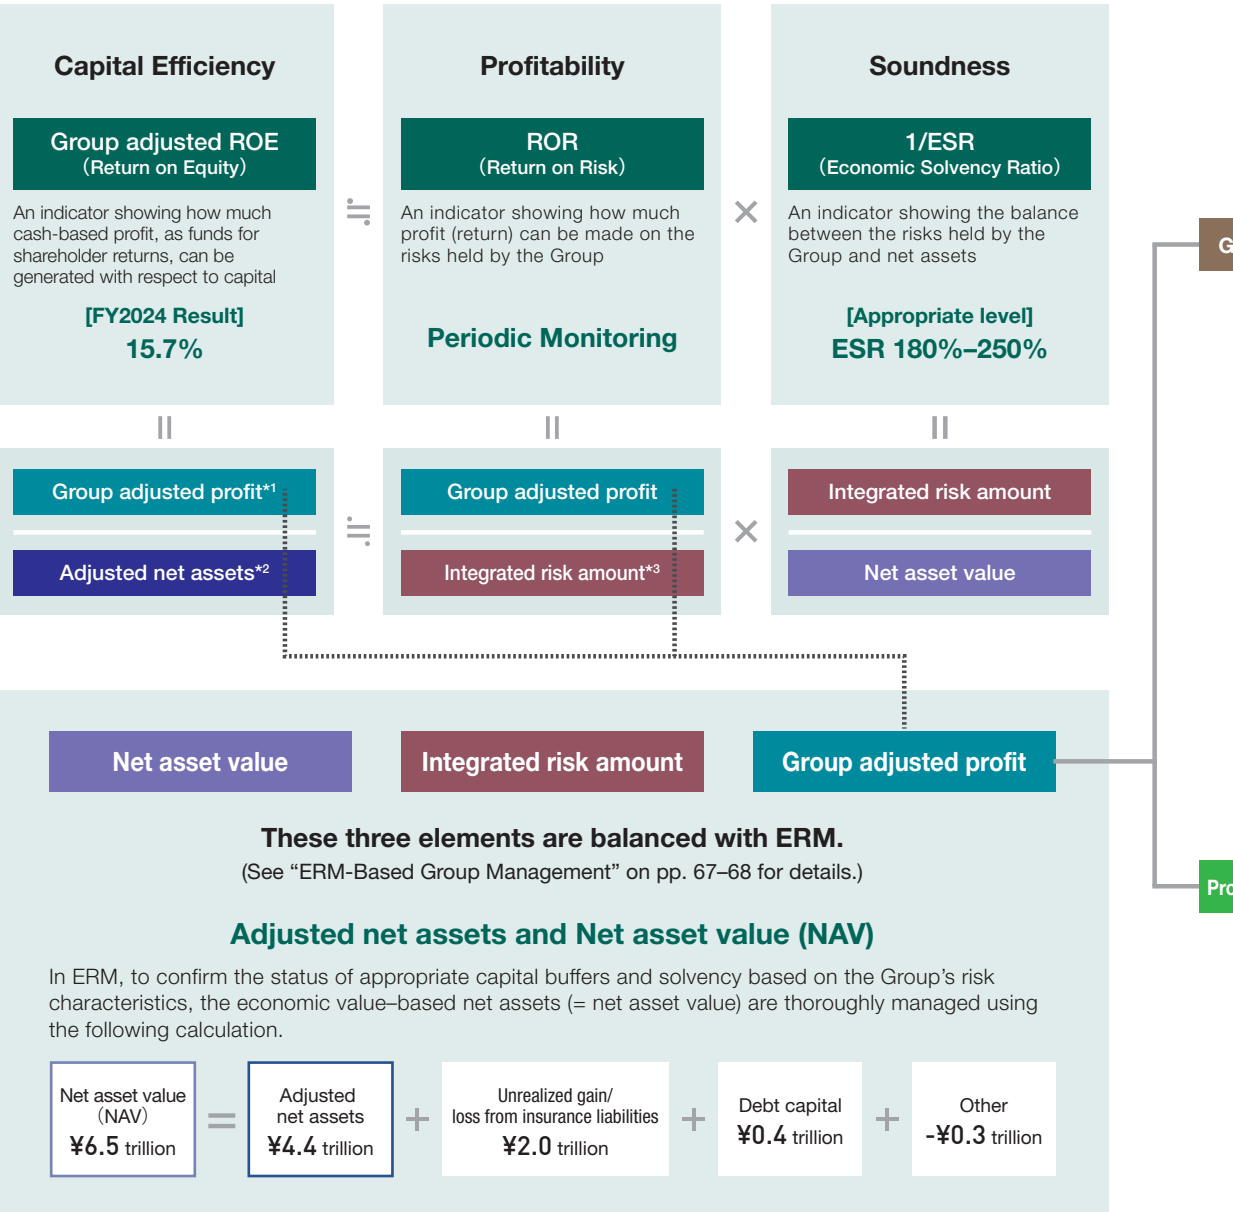 Capital Efficiency
Group adjusted ROE
(Return on Equity)
An indicator showing how much
cash-based profit, as funds for
shareholder returns, can be
generated with respect to capital
[FY2024 Result]
15.7%
≒
Profitability
ROR
(Return on Risk)
An indicator showing how much
profit (return) can be made on the
risks held by the Group
Periodic Monitoring
×
Soundness
1/ESR
(Economic Solvency Ratio)
An indicator showing the balance
between the risks held by the
Group and net assets
[Appropriate level]
ESR 180%–250%
=
=
=
Group adjusted profit*1
Adjusted net assets*2
≒
Group adjusted profit
Integrated risk amount*3
×
Integrated risk amount
Net asset value
G
Pro
Net asset value
Integrated risk amount
Group adjusted profit
These three elements are balanced with ERM.
(See “ERM-Based Group Management” on pp. 67–68 for details.)
Adjusted net assets and Net asset value (NAV)
In ERM, to confirm the status of appropriate capital buffers and solvency based on the Group’s risk
characteristics, the economic value–based net assets (= net asset value) are thoroughly managed using
the following calculation.
Net asset value
(NAV)
¥6.5 trillion
=
Adjusted
net assets
¥4.4 trillion
+
Unrealized gain/
loss from insurance liabilities
¥2.0 trillion
+
Debt capital
¥0.4 trillion
+
Other
-¥0.3 trillion